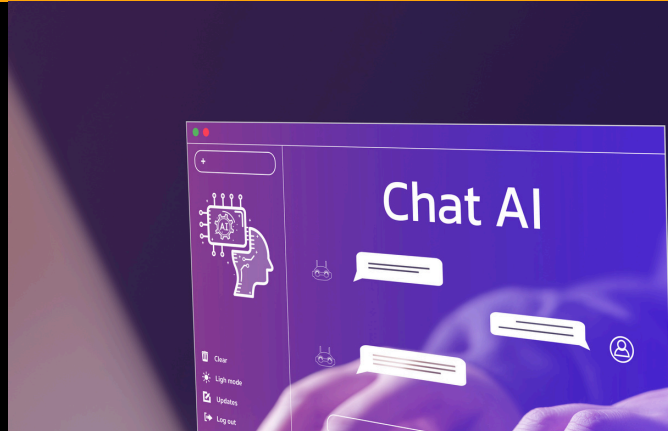 +
AI
Chat AI
Clear
Ligh mode
Updates
Log out